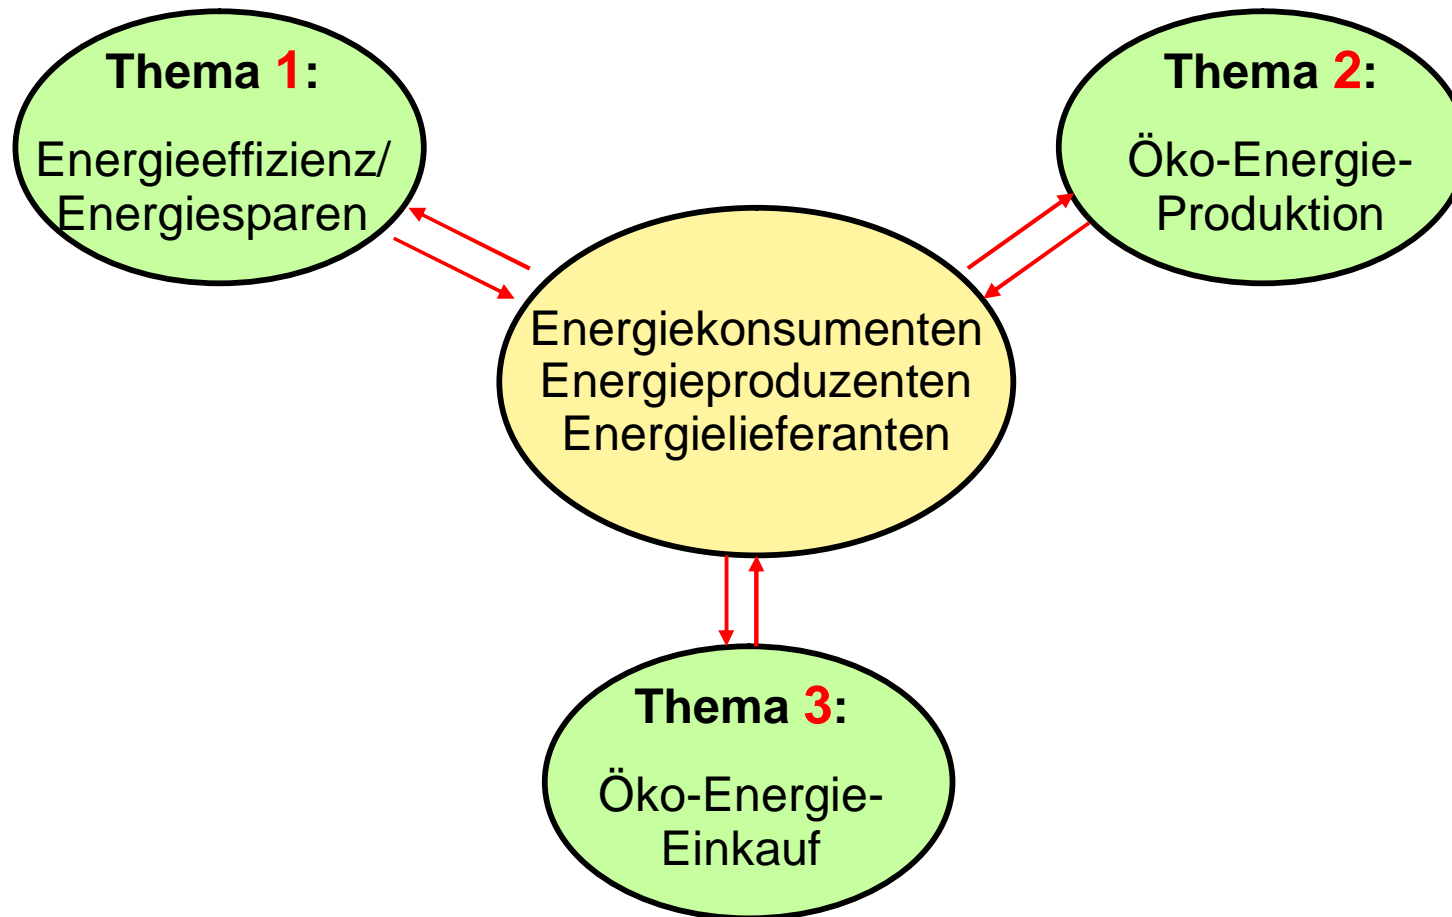 Thema 1:
Energieeffizienz/
Energiesparen
Thema 2:
Öko-Energie-
Produktion
Energiekonsumenten
Energieproduzenten
Energielieferanten
Thema 3:
Öko-Energie-
Einkauf